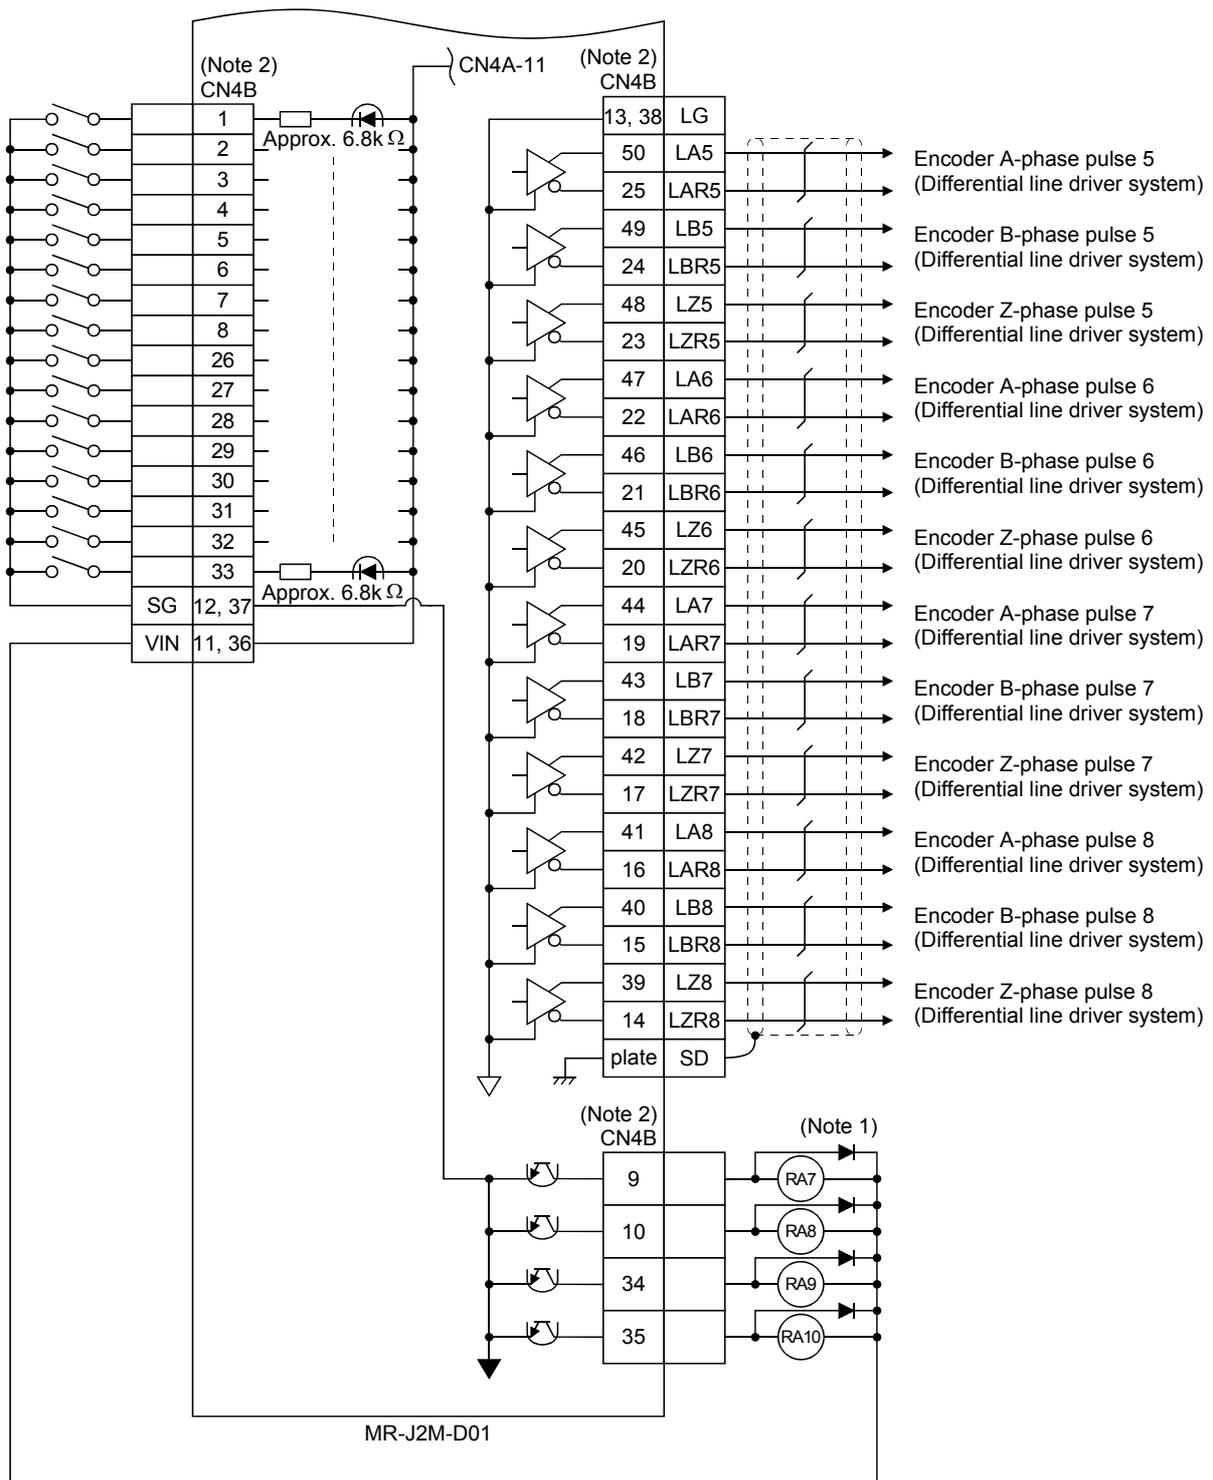 (Note 2)
CN4B
CN4A-11
1
Approx. 6.8k Ω
2
3
4
5
6
7
8
26
27
28
29
30
31
32
33
Approx. 6.8k Ω
SG 12, 37
VIN 11, 36
(Note 2)
CN4B
13, 38 LG
50 LA5
25 LAR5
Encoder A-phase pulse 5
(Differential line driver system)
49 LB5
24 LBR5
Encoder B-phase pulse 5
(Differential line driver system)
48 LZ5
23 LZR5
Encoder Z-phase pulse 5
(Differential line driver system)
47 LA6
22 LAR6
Encoder A-phase pulse 6
(Differential line driver system)
46 LB6
21 LBR6
Encoder B-phase pulse 6
(Differential line driver system)
45 LZ6
20 LZR6
Encoder Z-phase pulse 6
(Differential line driver system)
44 LA7
19 LAR7
Encoder A-phase pulse 7
(Differential line driver system)
43 LB7
18 LBR7
Encoder B-phase pulse 7
(Differential line driver system)
42 LZ7
17 LZR7
Encoder Z-phase pulse 7
(Differential line driver system)
41 LA8
16 LAR8
Encoder A-phase pulse 8
(Differential line driver system)
40 LB8
15 LBR8
Encoder B-phase pulse 8
(Differential line driver system)
39 LZ8
14 LZR8
Encoder Z-phase pulse 8
(Differential line driver system)
plate SD
(Note 2)
CN4B
(Note 1)
9 RA7
10 RA8
34 RA9
35 RA10
MR-J2M-D01